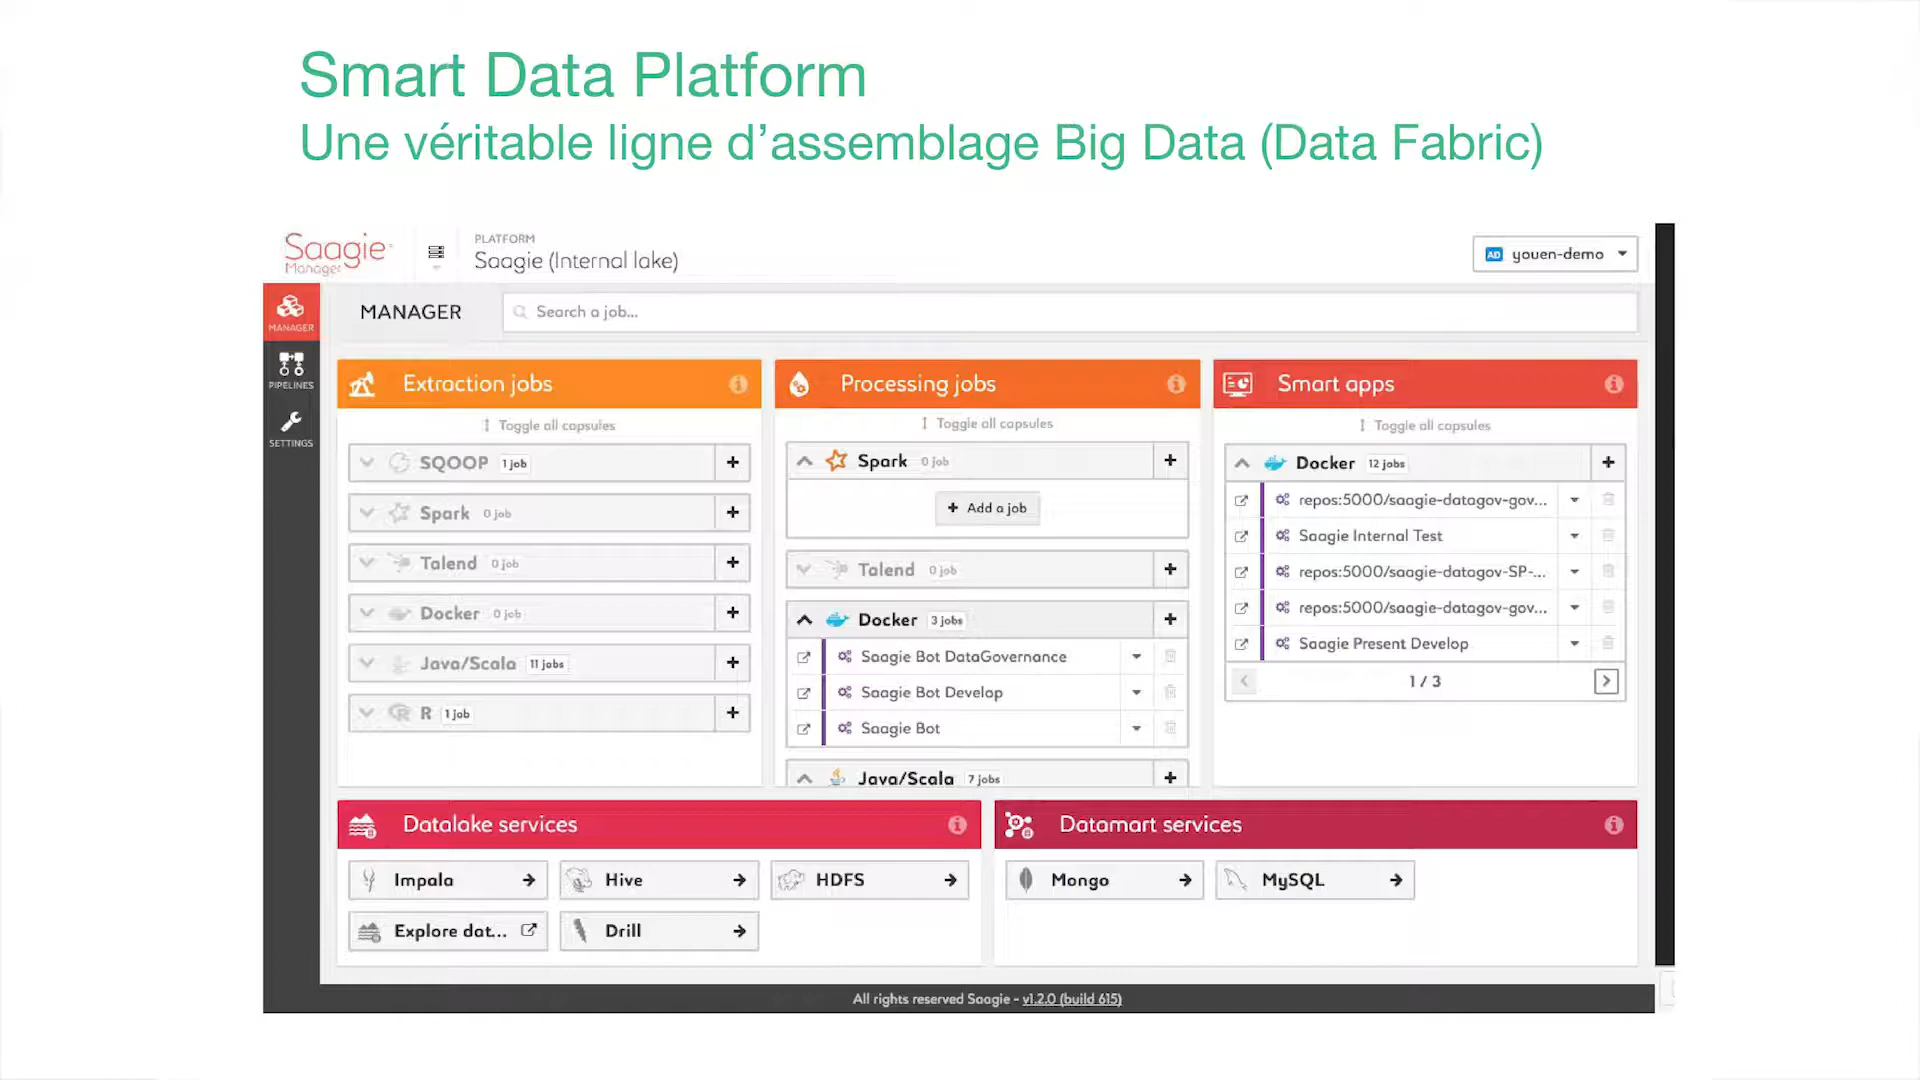 Smart Data Platform
Une véritable ligne d’assemblage Big Data (Data Fabric)
Saagie
Manager
PLATFORM
Saagie (Internal lake)
AD youen-demo
MANAGER
PIPELINES
SETTINGS
MANAGER
Search a job...
Extraction jobs
Toggle all capsules
SQOOP 1 job
Spark 0 job
Talend 0 job
Docker 0 job
Java/Scala 11 jobs
R 1 job
Processing jobs
Toggle all capsules
Spark 0 job
+ Add a job
Talend 0 job
Docker 3 jobs
Saagie Bot DataGovernance
Saagie Bot Develop
Saagie Bot
Java/Scala 7 jobs
Smart apps
Toggle all capsules
Docker 12 jobs
repos:5000/saagie-datagov-gov...
Saagie Internal Test
repos:5000/saagie-datagov-SP-...
repos:5000/saagie-datagov-gov...
Saagie Present Develop
1 / 3
Datalake services
Impala
Hive
HDFS
Explore dat...
Drill
Datamart services
Mongo
MySQL
All rights reserved Saagie - v1.2.0 (build 615)